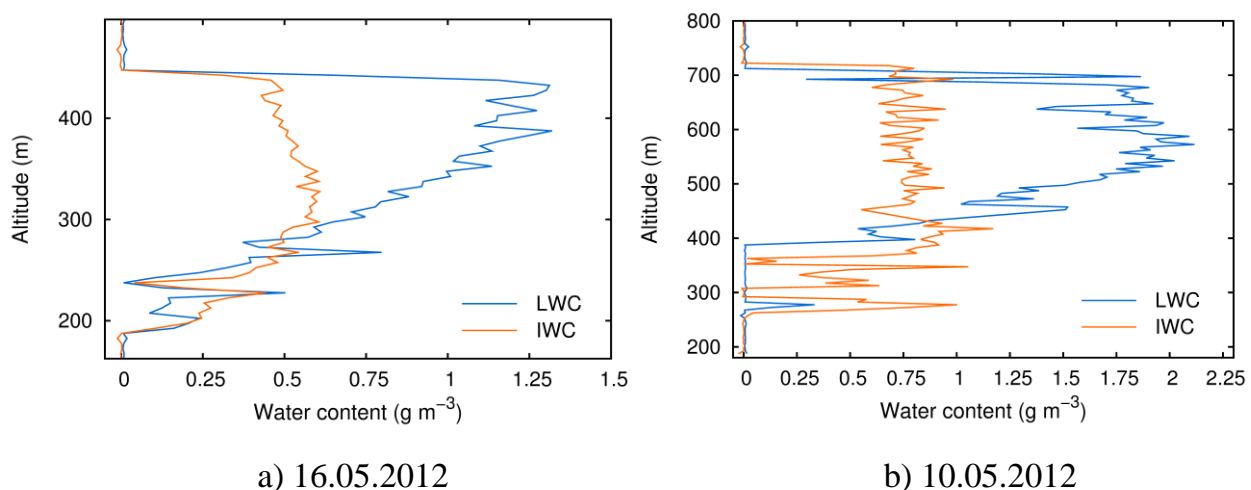 Altitude (m)
400
300
200
LWC
IWC
0 0.25 0.5 0.75 1 1.25 1.5
Water content (g m⁻³)
a) 16.05.2012
Altitude (m)
800
700
600
500
400
300
200
LWC
IWC
0 0.25 0.5 0.75 1 1.25 1.5 1.75 2 2.25
Water content (g m⁻³)
b) 10.05.2012